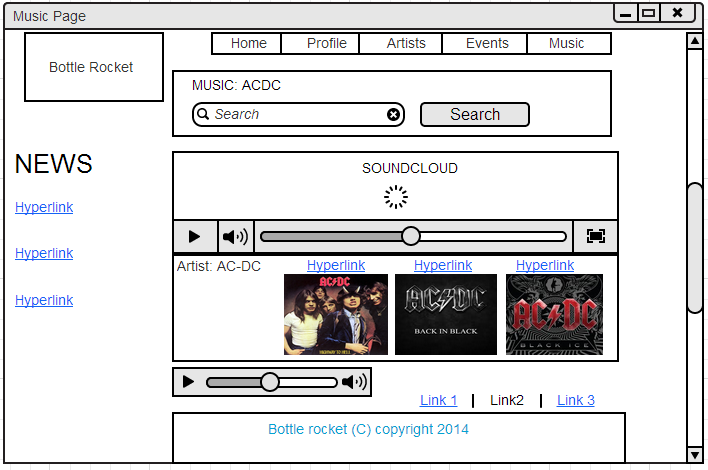 Music Page
Bottle Rocket
Home Profile Artists Events Music
MUSIC: ACDC
Search Search
NEWS
Hyperlink
Hyperlink
Hyperlink
SOUNDCLOUD
Artist: AC-DC
Hyperlink Hyperlink Hyperlink
AC/DC
HIGHWAY TO HELL
AC/DC
BACK IN BLACK
AC/DC
BLACK ICE
Link 1 Link2 Link 3
Bottle rocket (C) copyright 2014